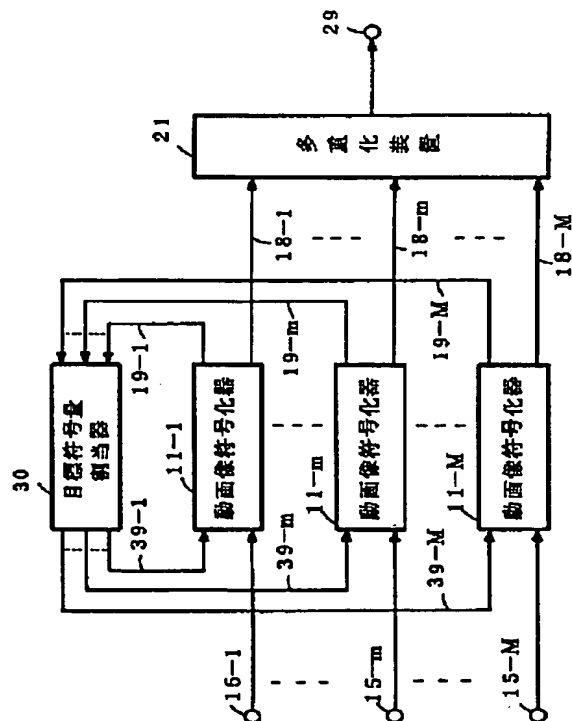 30
目標符号量
割当器
39-1
19-1
11-1
動画像符号化器
39-m
19-m
11-m
動画像符号化器
39-M
19-M
11-M
動画像符号化器
16-1
15-m
15-M
18-1
18-m
18-M
21
多重化装置
29